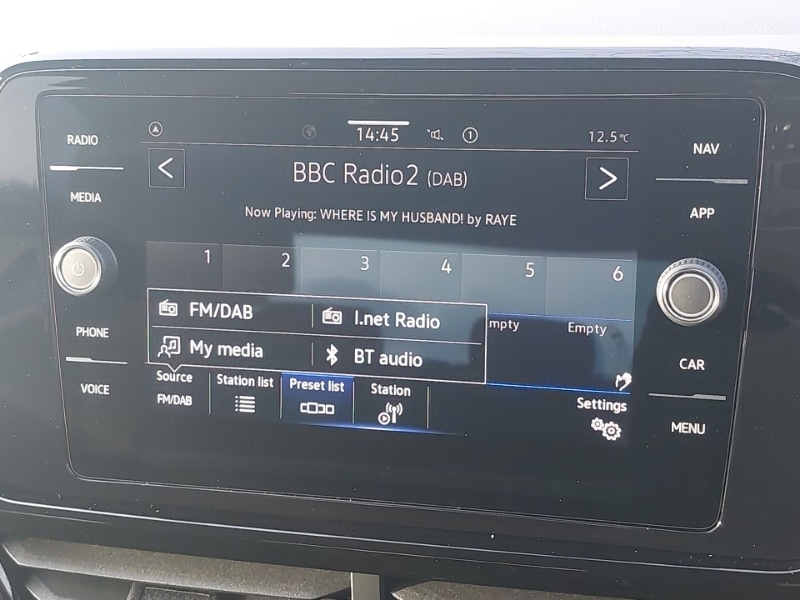 RADIO
MEDIA
PHONE
VOICE
14:45
1
12.5°C
BBC Radio2 (DAB)
Now Playing: WHERE IS MY HUSBAND! by RAYE
1 2 3 4 5 6
mpty Empty
FM/DAB I.net Radio
My media BT audio
Source Station list Preset list Station Settings
FM/DAB
NAV
APP
CAR
MENU